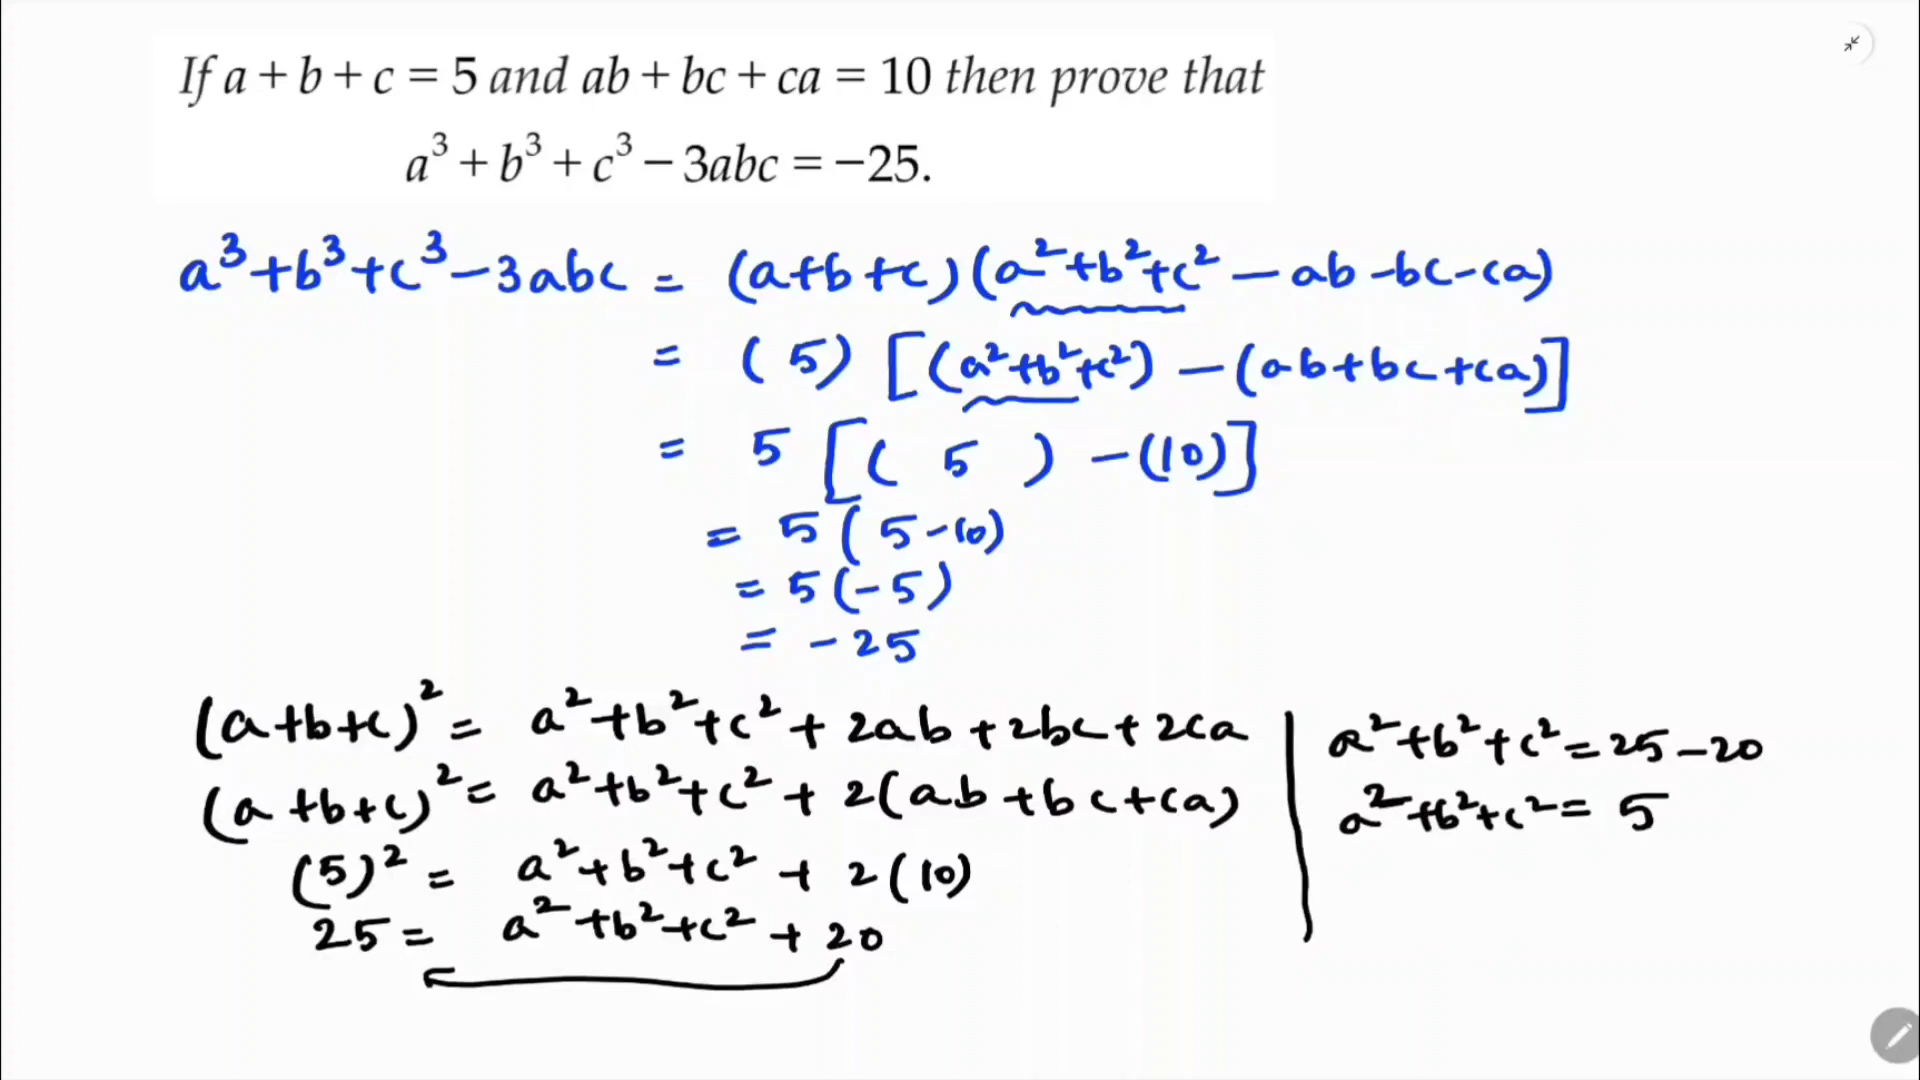 If a + b + c = 5 and ab + bc + ca = 10 then prove that
a³ + b³ + c³ − 3abc = −25.
a³+b³+c³−3abc = (a+b+c)(a²+b²+c²−ab−bc−ca)
= (5) [(a²+b²+c²) − (ab+bc+ca)]
= 5 [( 5 ) − (10)]
= 5 ( 5−10)
= 5(−5)
= −25
(a+b+c)² = a²+b²+c² + 2ab+2bc+2ca
(a+b+c)² = a²+b²+c² + 2(ab+bc+ca)
(5)² = a²+b²+c² + 2(10)
25 = a²+b²+c² + 20
a²+b²+c² = 25−20
a²+b²+c² = 5